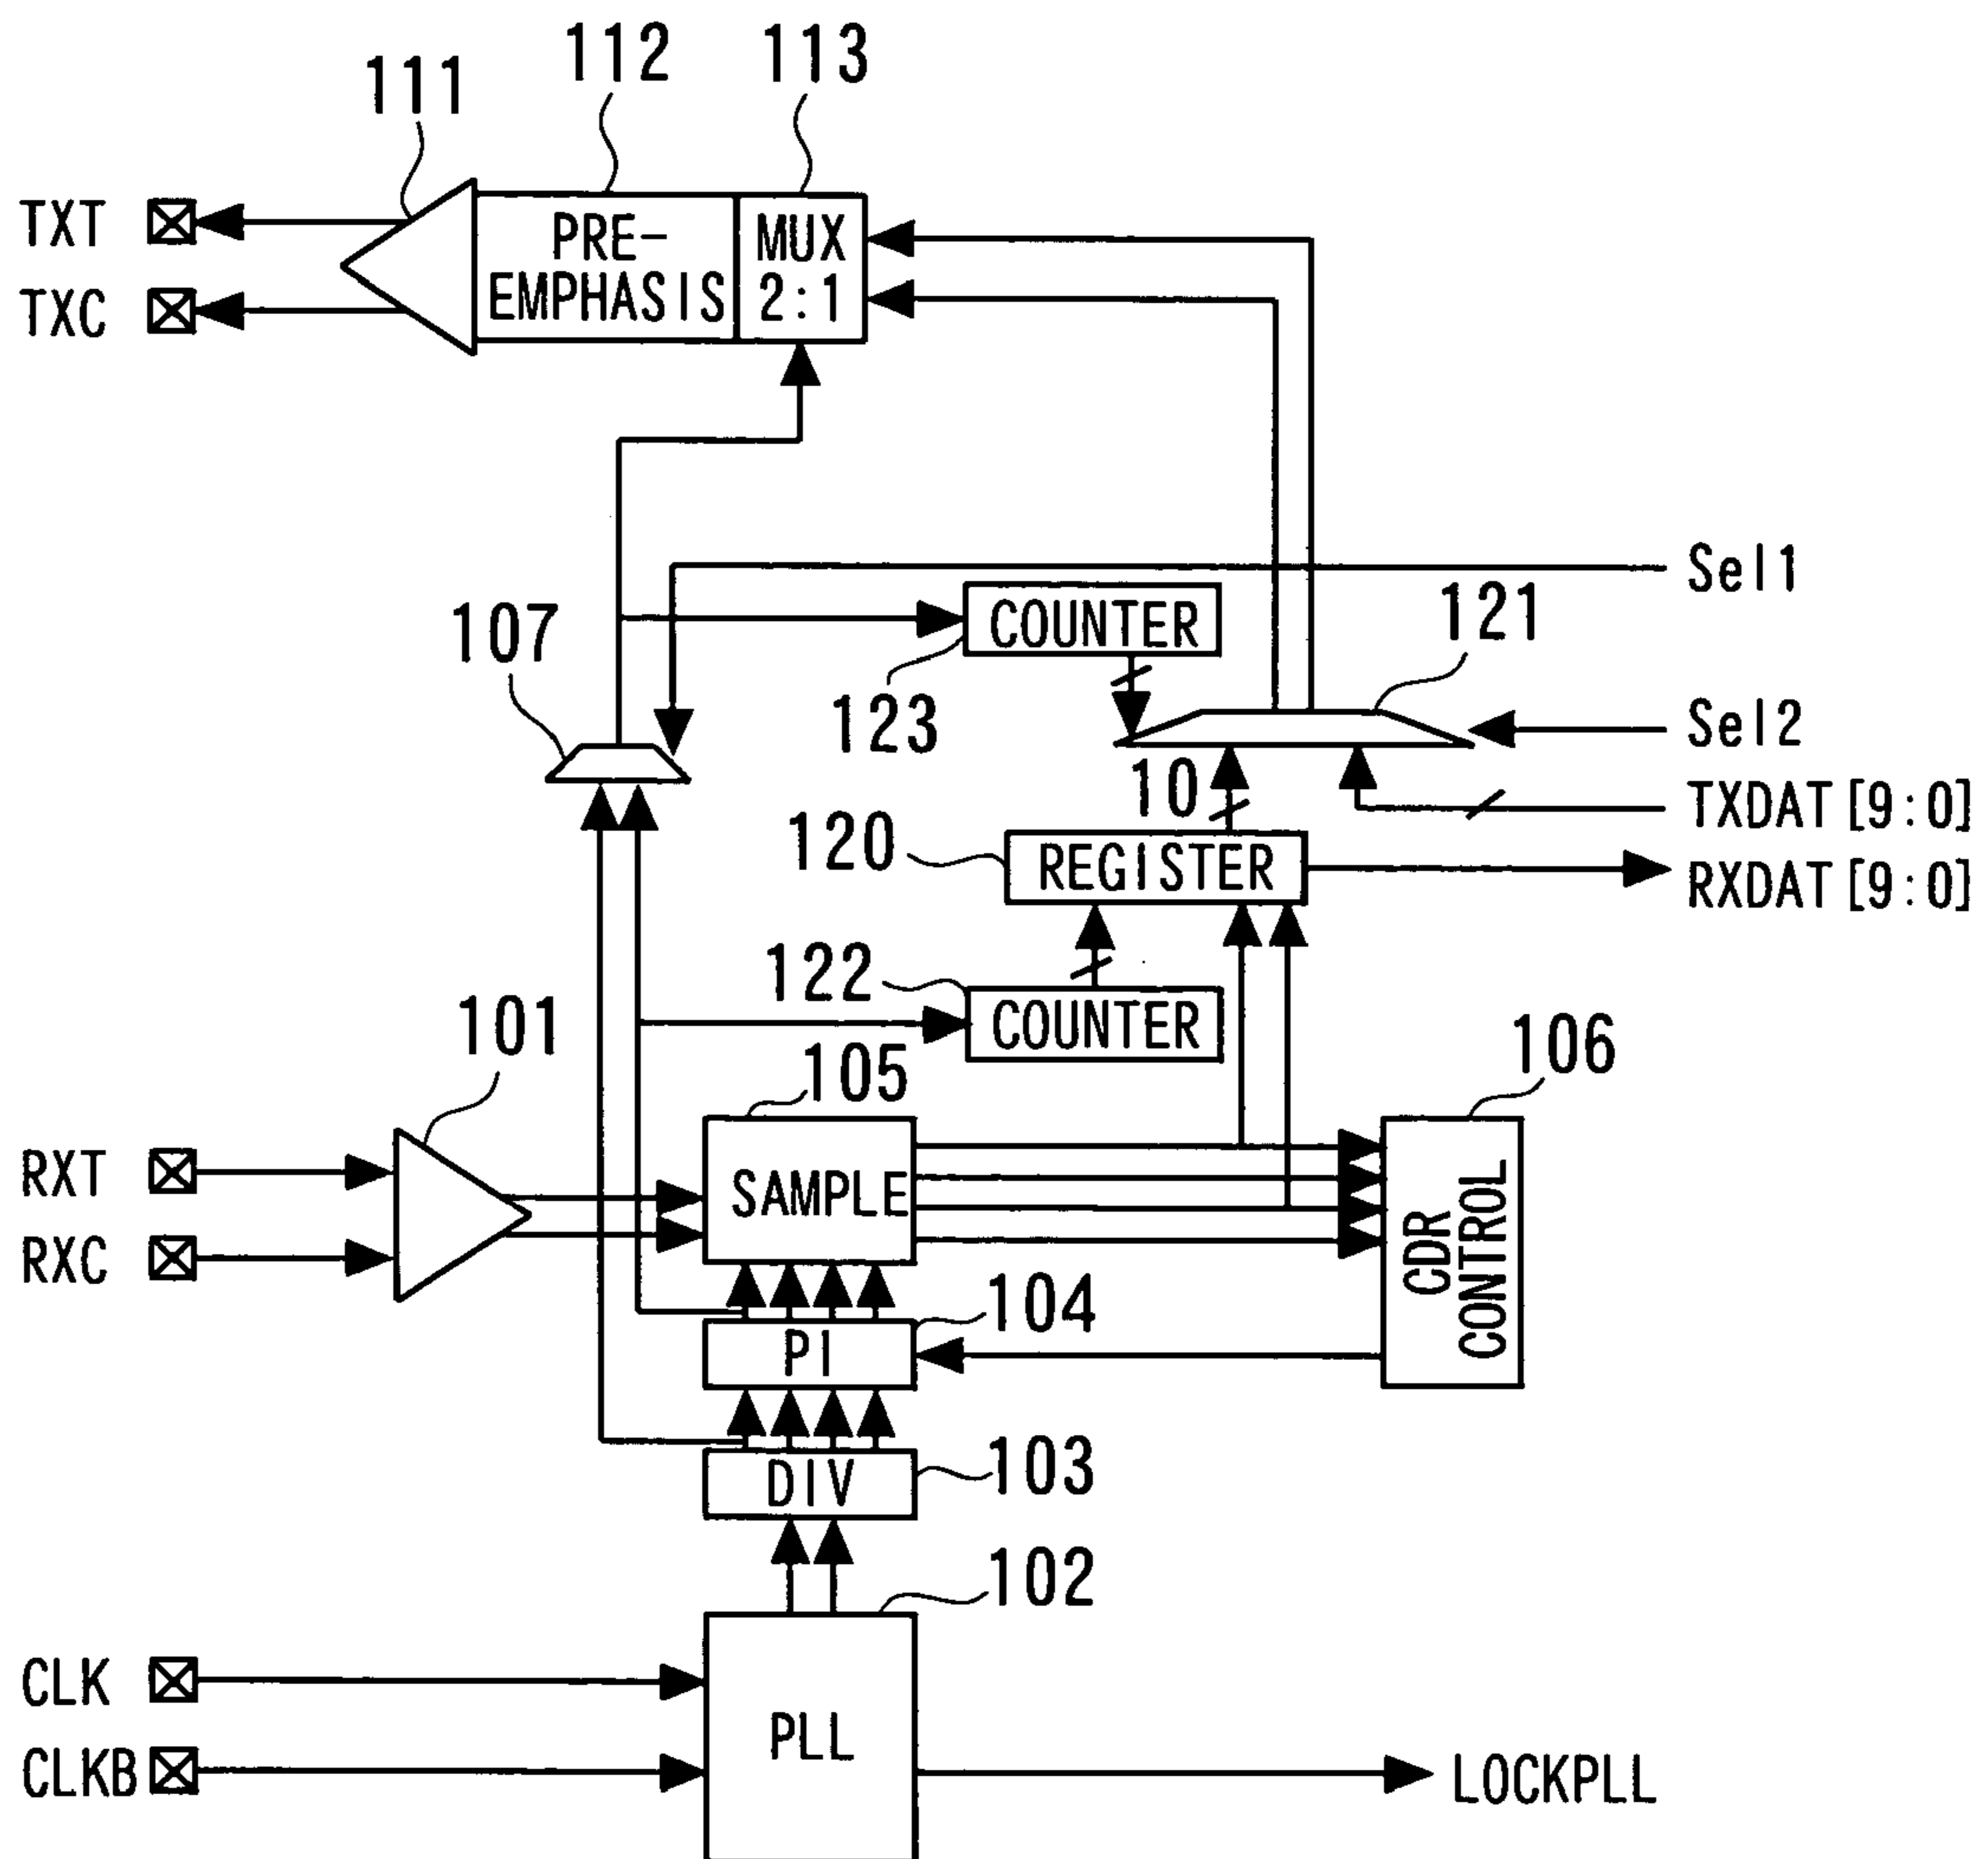 112
113
111
TXT
PRE-
EMPHASIS
MUX
2:1
TXC
Sel1
107
COUNTER
121
123
Sel2
10
TXDAT[9:0]
120
REGISTER
RXDAT[9:0]
122
COUNTER
101
105
106
RXT
SAMPLE
RXC
CDR
CONTROL
104
PI
103
DIV
102
CLK
PLL
CLKB
LOCKPLL